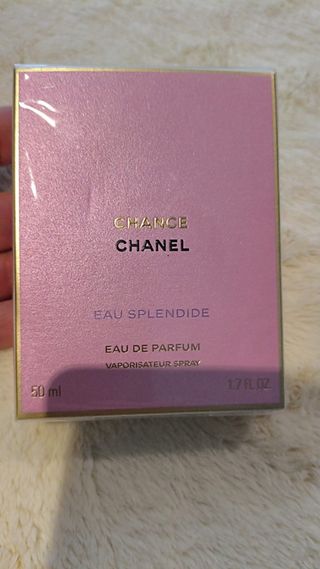 CHANCE
CHANEL
EAU SPLENDIDE
EAU DE PARFUM
VAPORISATEUR SPRAY
50 ml
1.7 FL. OZ.